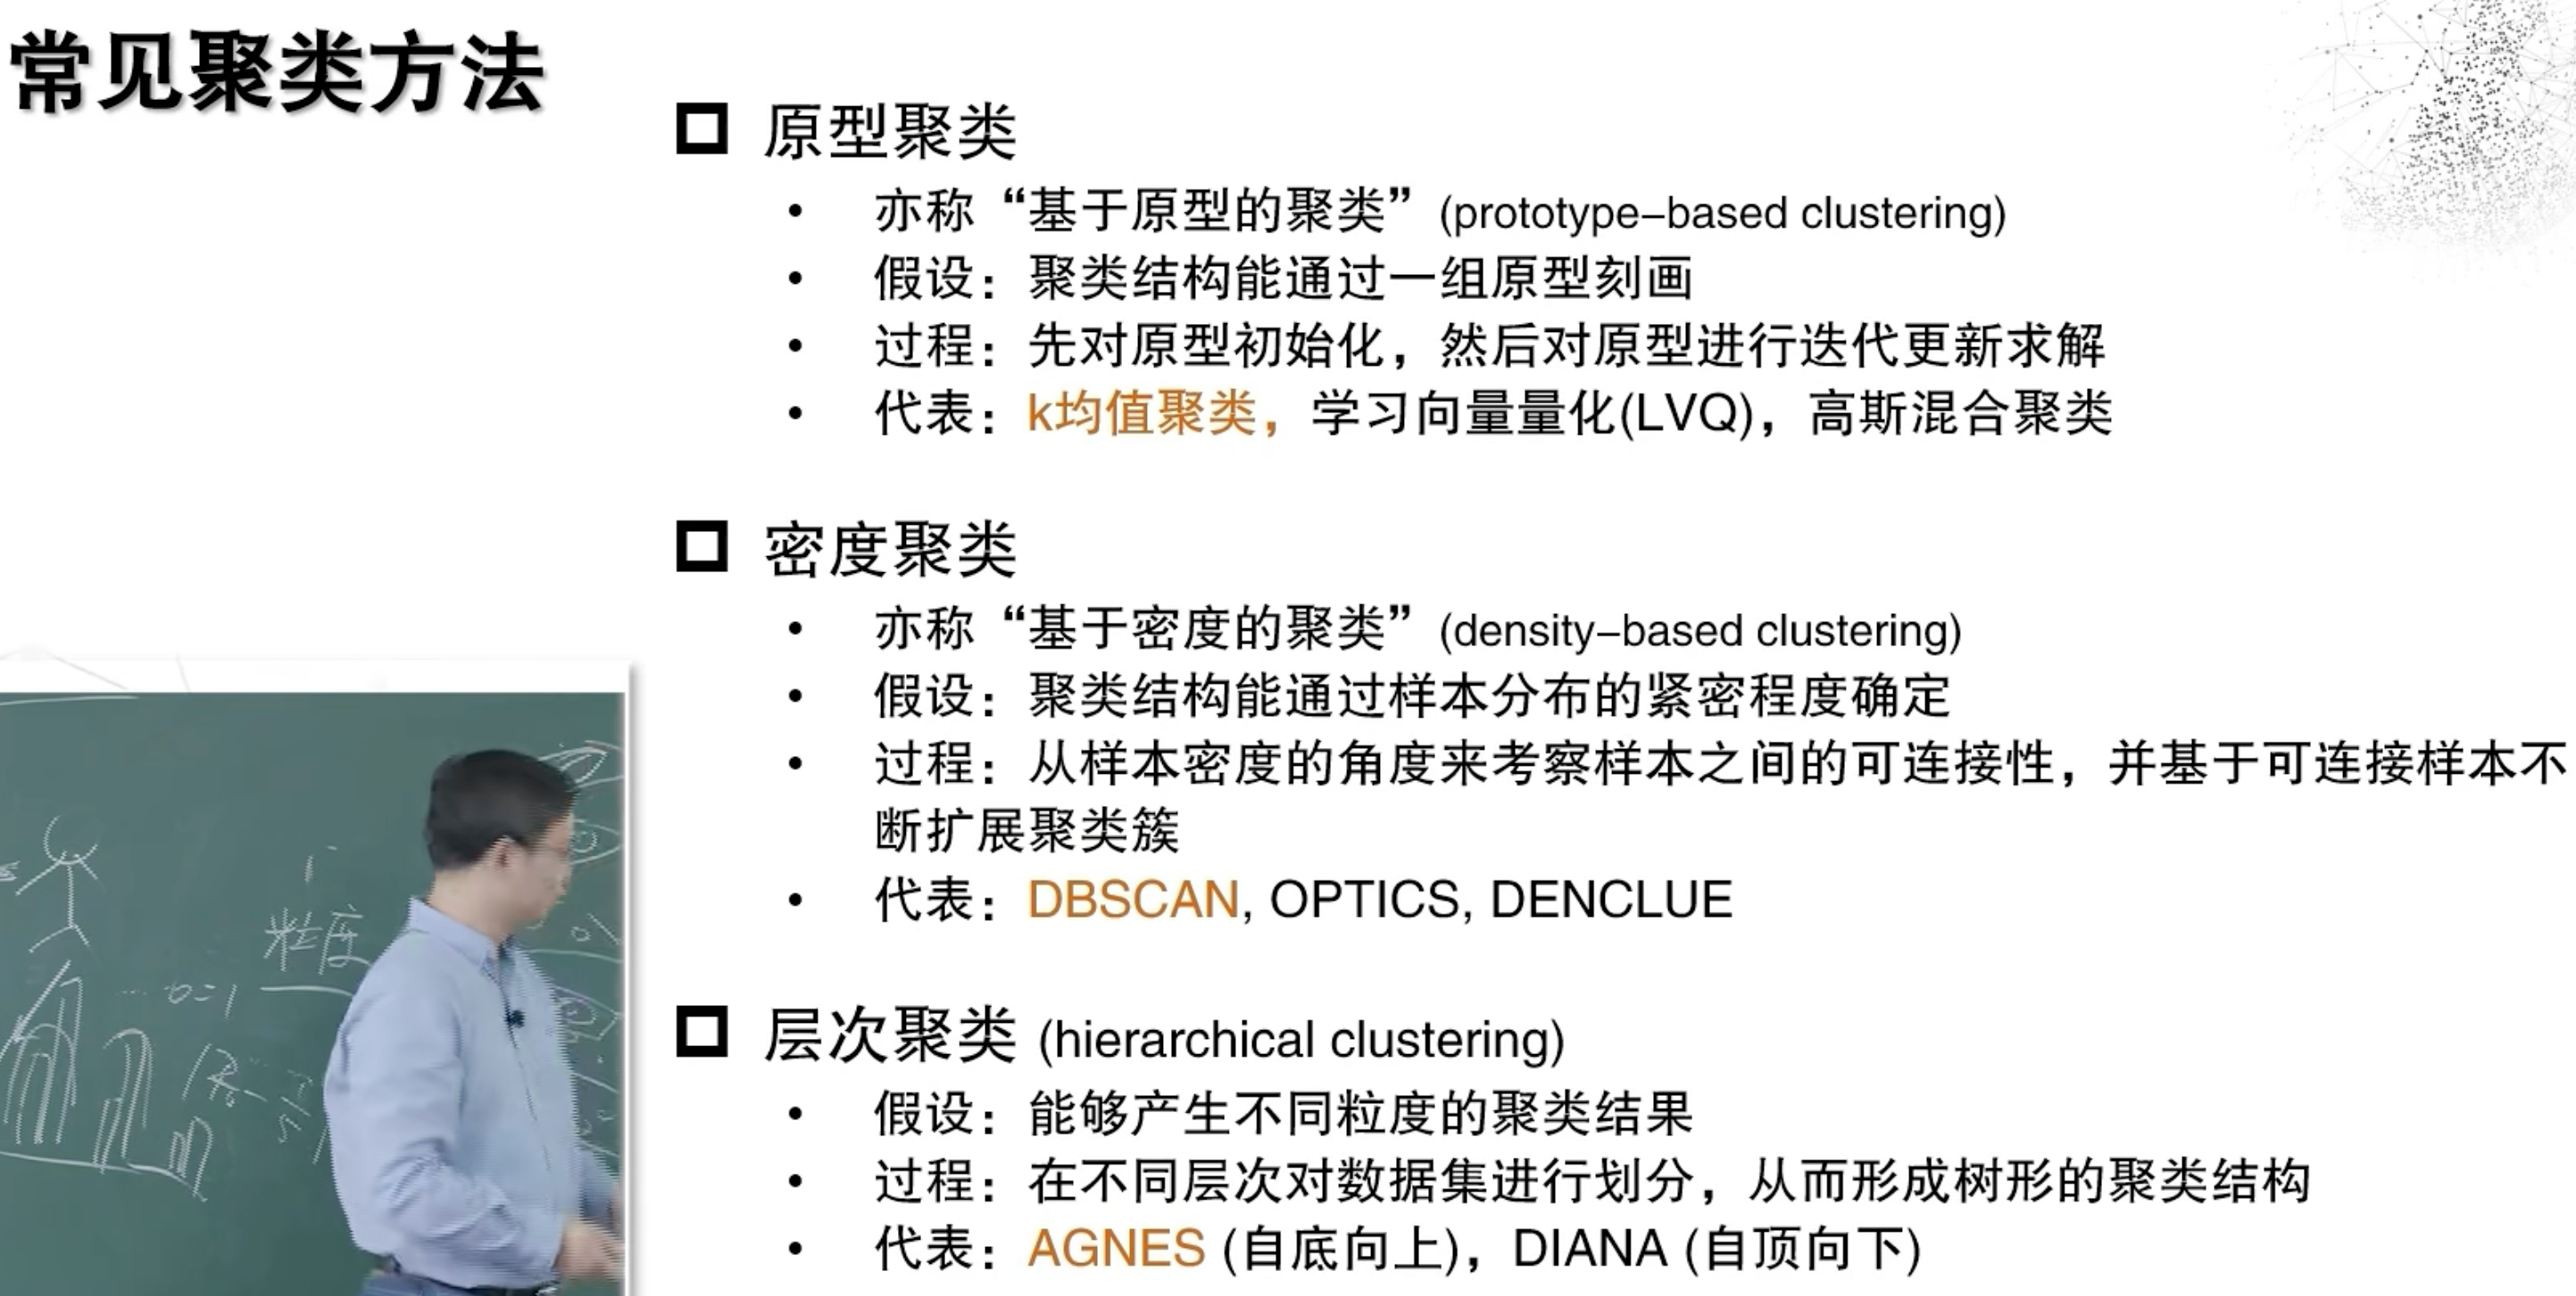 常见聚类方法
原型聚类
• 亦称“基于原型的聚类”(prototype–based clustering)
• 假设：聚类结构能通过一组原型刻画
• 过程：先对原型初始化，然后对原型进行迭代更新求解
• 代表：k均值聚类，学习向量量化(LVQ)，高斯混合聚类
密度聚类
• 亦称“基于密度的聚类”(density–based clustering)
• 假设：聚类结构能通过样本分布的紧密程度确定
• 过程：从样本密度的角度来考察样本之间的可连接性，并基于可连接样本不
断扩展聚类簇
• 代表：DBSCAN, OPTICS, DENCLUE
层次聚类 (hierarchical clustering)
• 假设：能够产生不同粒度的聚类结果
• 过程：在不同层次对数据集进行划分，从而形成树形的聚类结构
• 代表：AGNES (自底向上)，DIANA (自顶向下)
粒度